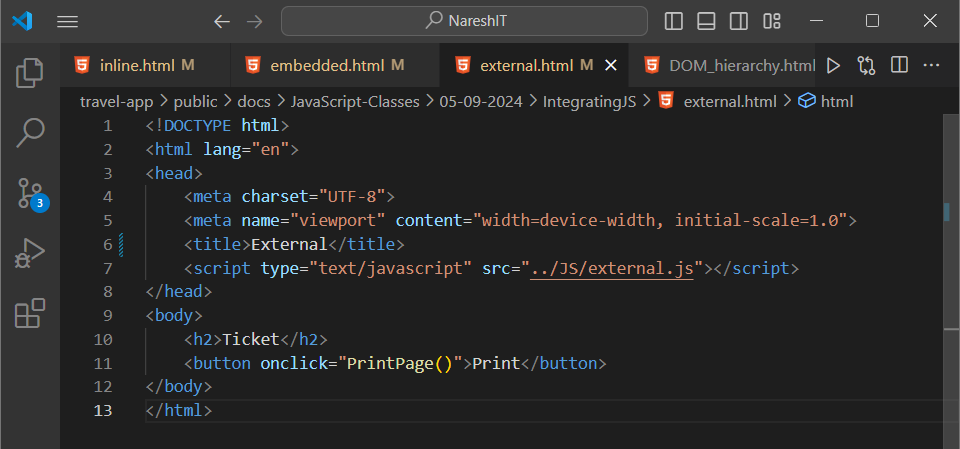 NareshIT
inline.html M embedded.html M external.html M DOM_hierarchy.html
travel-app > public > docs > JavaScript-Classes > 05-09-2024 > IntegratingJS > external.html > html
1 <!DOCTYPE html>
2 <html lang="en">
3 <head>
4     <meta charset="UTF-8">
5     <meta name="viewport" content="width=device-width, initial-scale=1.0">
6     <title>External</title>
7     <script type="text/javascript" src="../JS/external.js"></script>
8 </head>
9 <body>
10     <h2>Ticket</h2>
11     <button onclick="PrintPage()">Print</button>
12 </body>
13 </html>
3